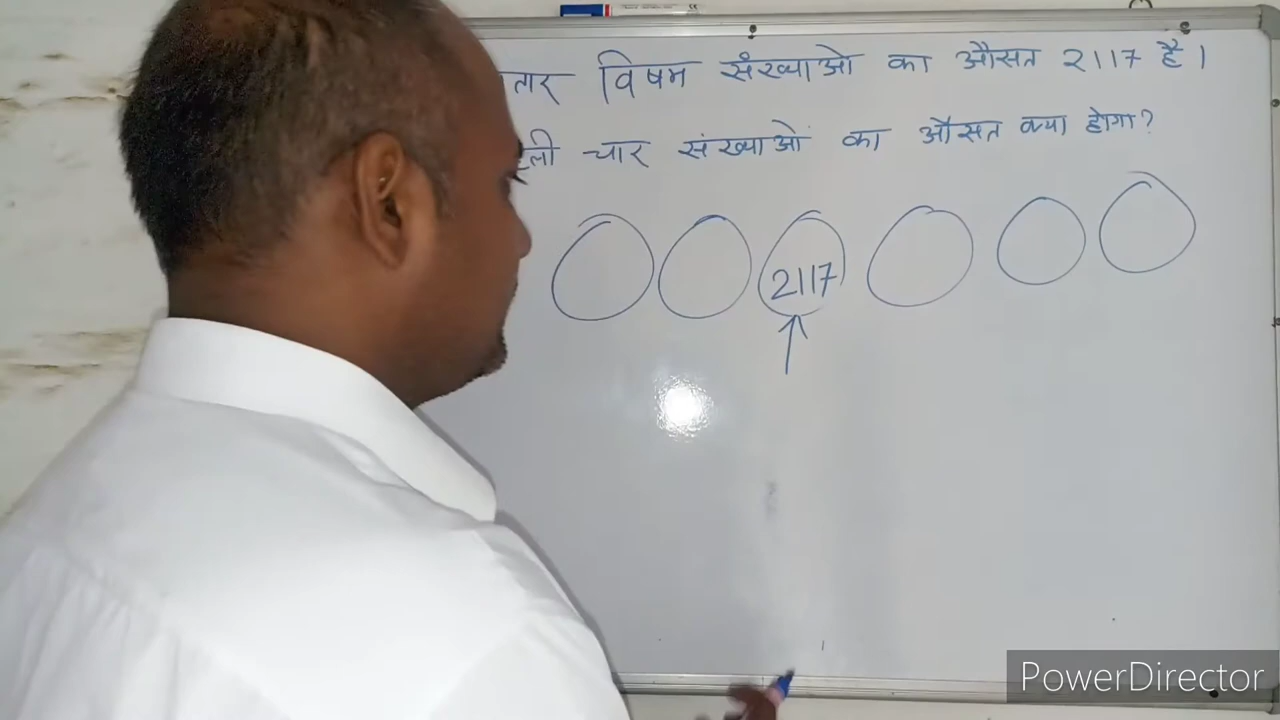 तार विषम संख्याओ का औसत 2117 है।
ली चार संख्याओं का औसत क्या होगा?
2117
PowerDirector